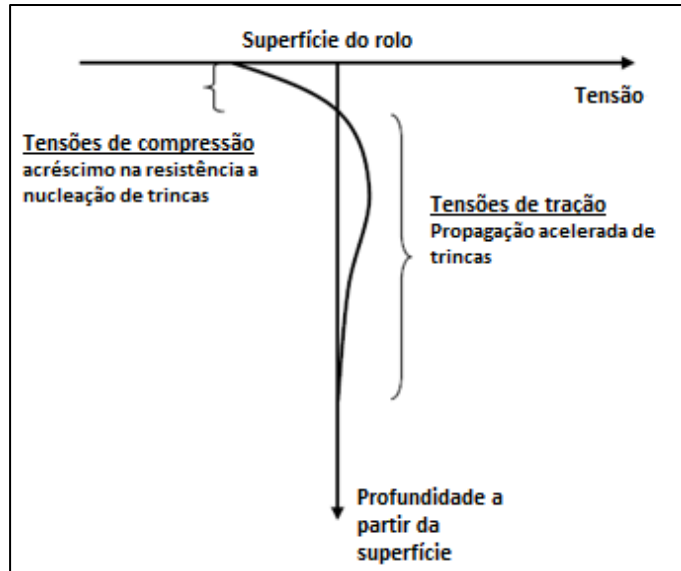 Superfície do rolo
Tensão
Tensões de compressão
acréscimo na resistência a
nucleação de trincas
Tensões de tração
Propagação acelerada de
trincas
Profundidade a
partir da
superfície